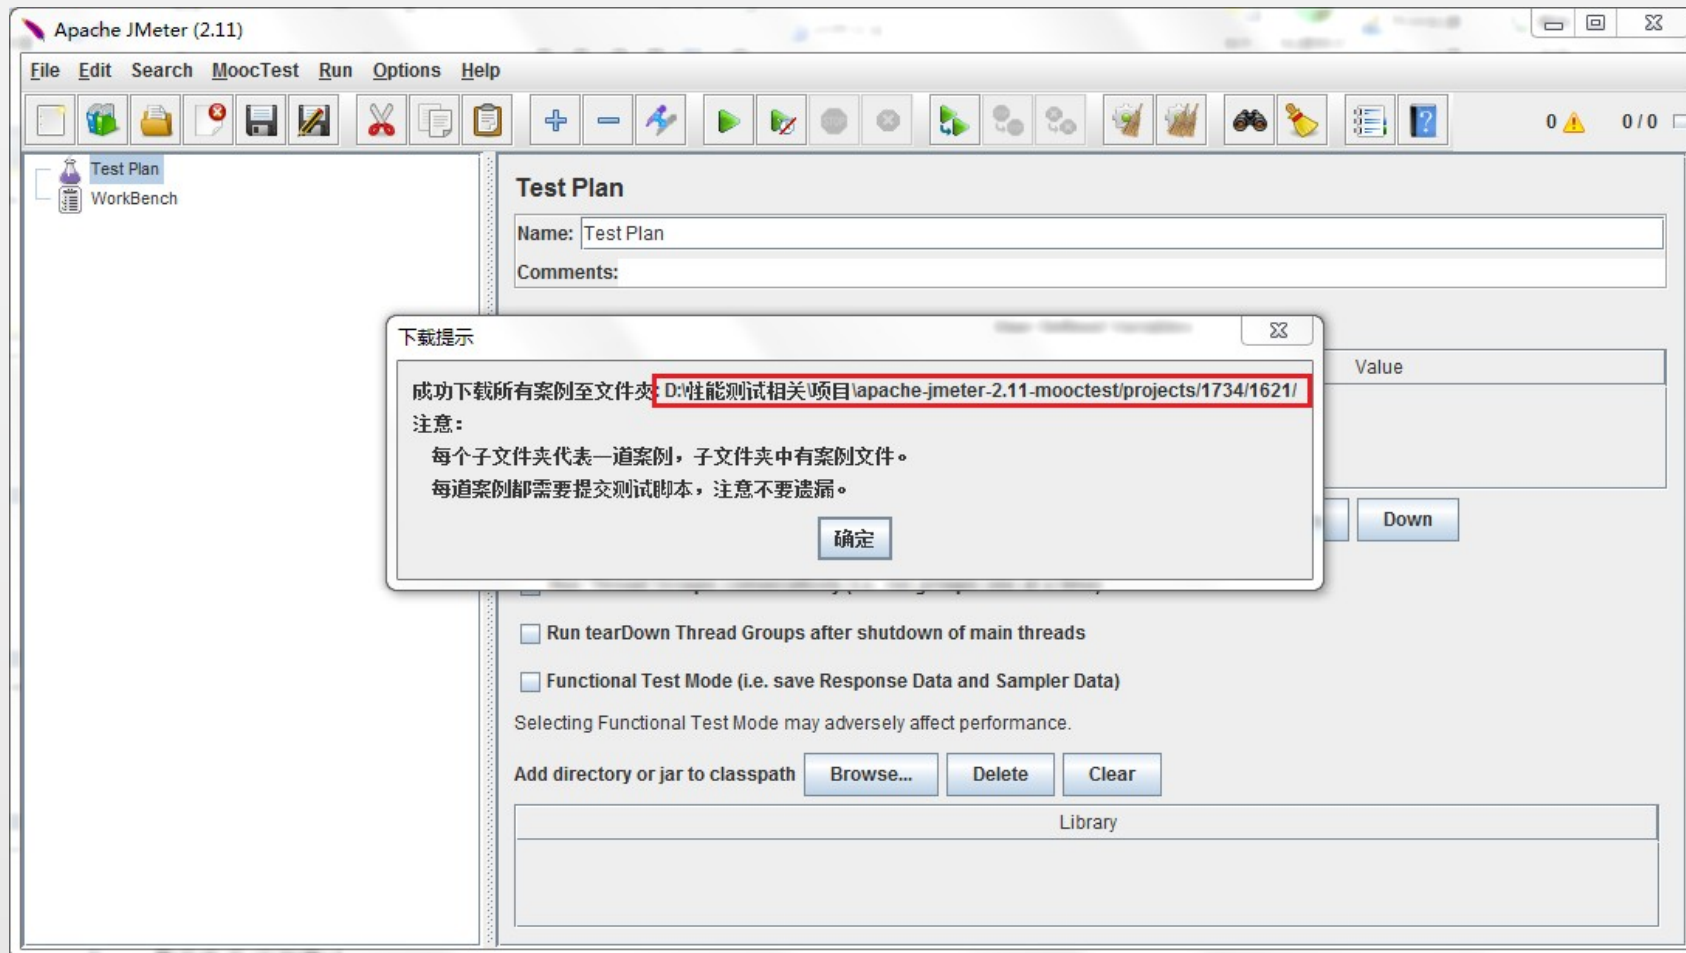 Apache JMeter (2.11)
File Edit Search MoocTest Run Options Help
STOP
0 0 / 0
Test Plan
WorkBench
Test Plan
Name: Test Plan
Comments:
Value
下载提示
成功下载所有案例至文件夹: D:\性能测试相关\项目\apache-jmeter-2.11-mooctest/projects/1734/1621/
注意：
每个子文件夹代表一道案例，子文件夹中有案例文件。
每道案例都需要提交测试脚本，注意不要遗漏。
确定
Down
Run tearDown Thread Groups after shutdown of main threads
Functional Test Mode (i.e. save Response Data and Sampler Data)
Selecting Functional Test Mode may adversely affect performance.
Add directory or jar to classpath Browse... Delete Clear
Library